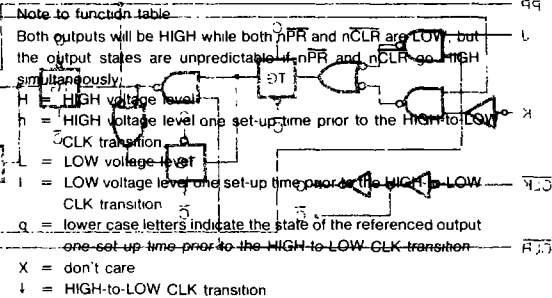 Note to function table
Both outputs will be HIGH while both nPR and nCLR are LOW, but
the output states are unpredictable if nPR and nCLR go HIGH
simultaneously.
H = HIGH voltage level
h = HIGH voltage level one set-up time prior to the HIGH-to-LOW
CLK transition
L = LOW voltage level
l = LOW voltage level one set-up time prior to the HIGH-to-LOW
CLK transition
q = lower case letters indicate the state of the referenced output
one set-up time prior to the HIGH-to-LOW CLK transition
X = don't care
↓ = HIGH-to-LOW CLK transition
J
K
CLK
CLR
TG